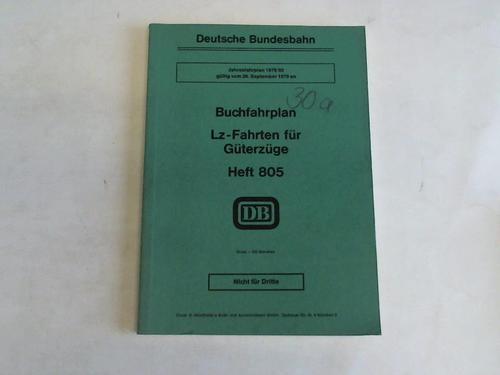 Deutsche Bundesbahn
Jahresfahrplan 1979/80
gültig vom 30. September 1979 an
30a
Buchfahrplan
Lz-Fahrten für
Güterzüge
Heft 805
DB
Nicht für Dritte